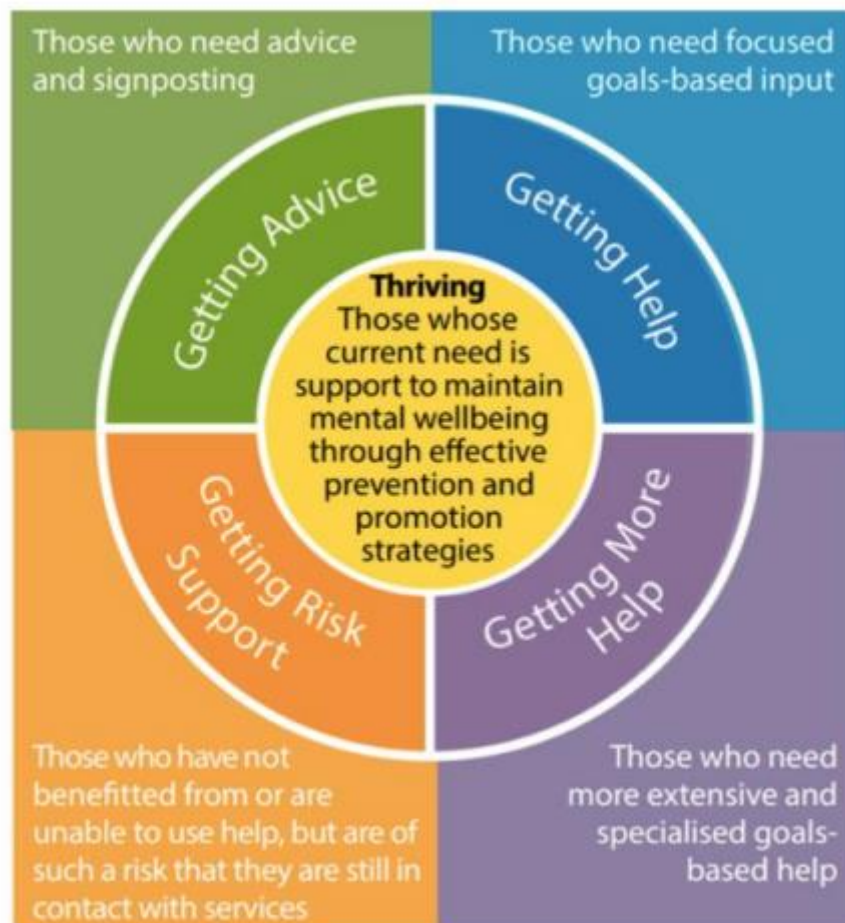 Those who need advice
and signposting
Those who need focused
goals-based input
Getting Advice
Getting Help
Thriving
Those whose
current need is
support to maintain
mental wellbeing
through effective
prevention and
promotion
strategies
Getting Risk
Support
Getting More
Help
Those who have not
benefitted from or are
unable to use help, but are of
such a risk that they are still in
contact with services
Those who need
more extensive and
specialised goals-
based help